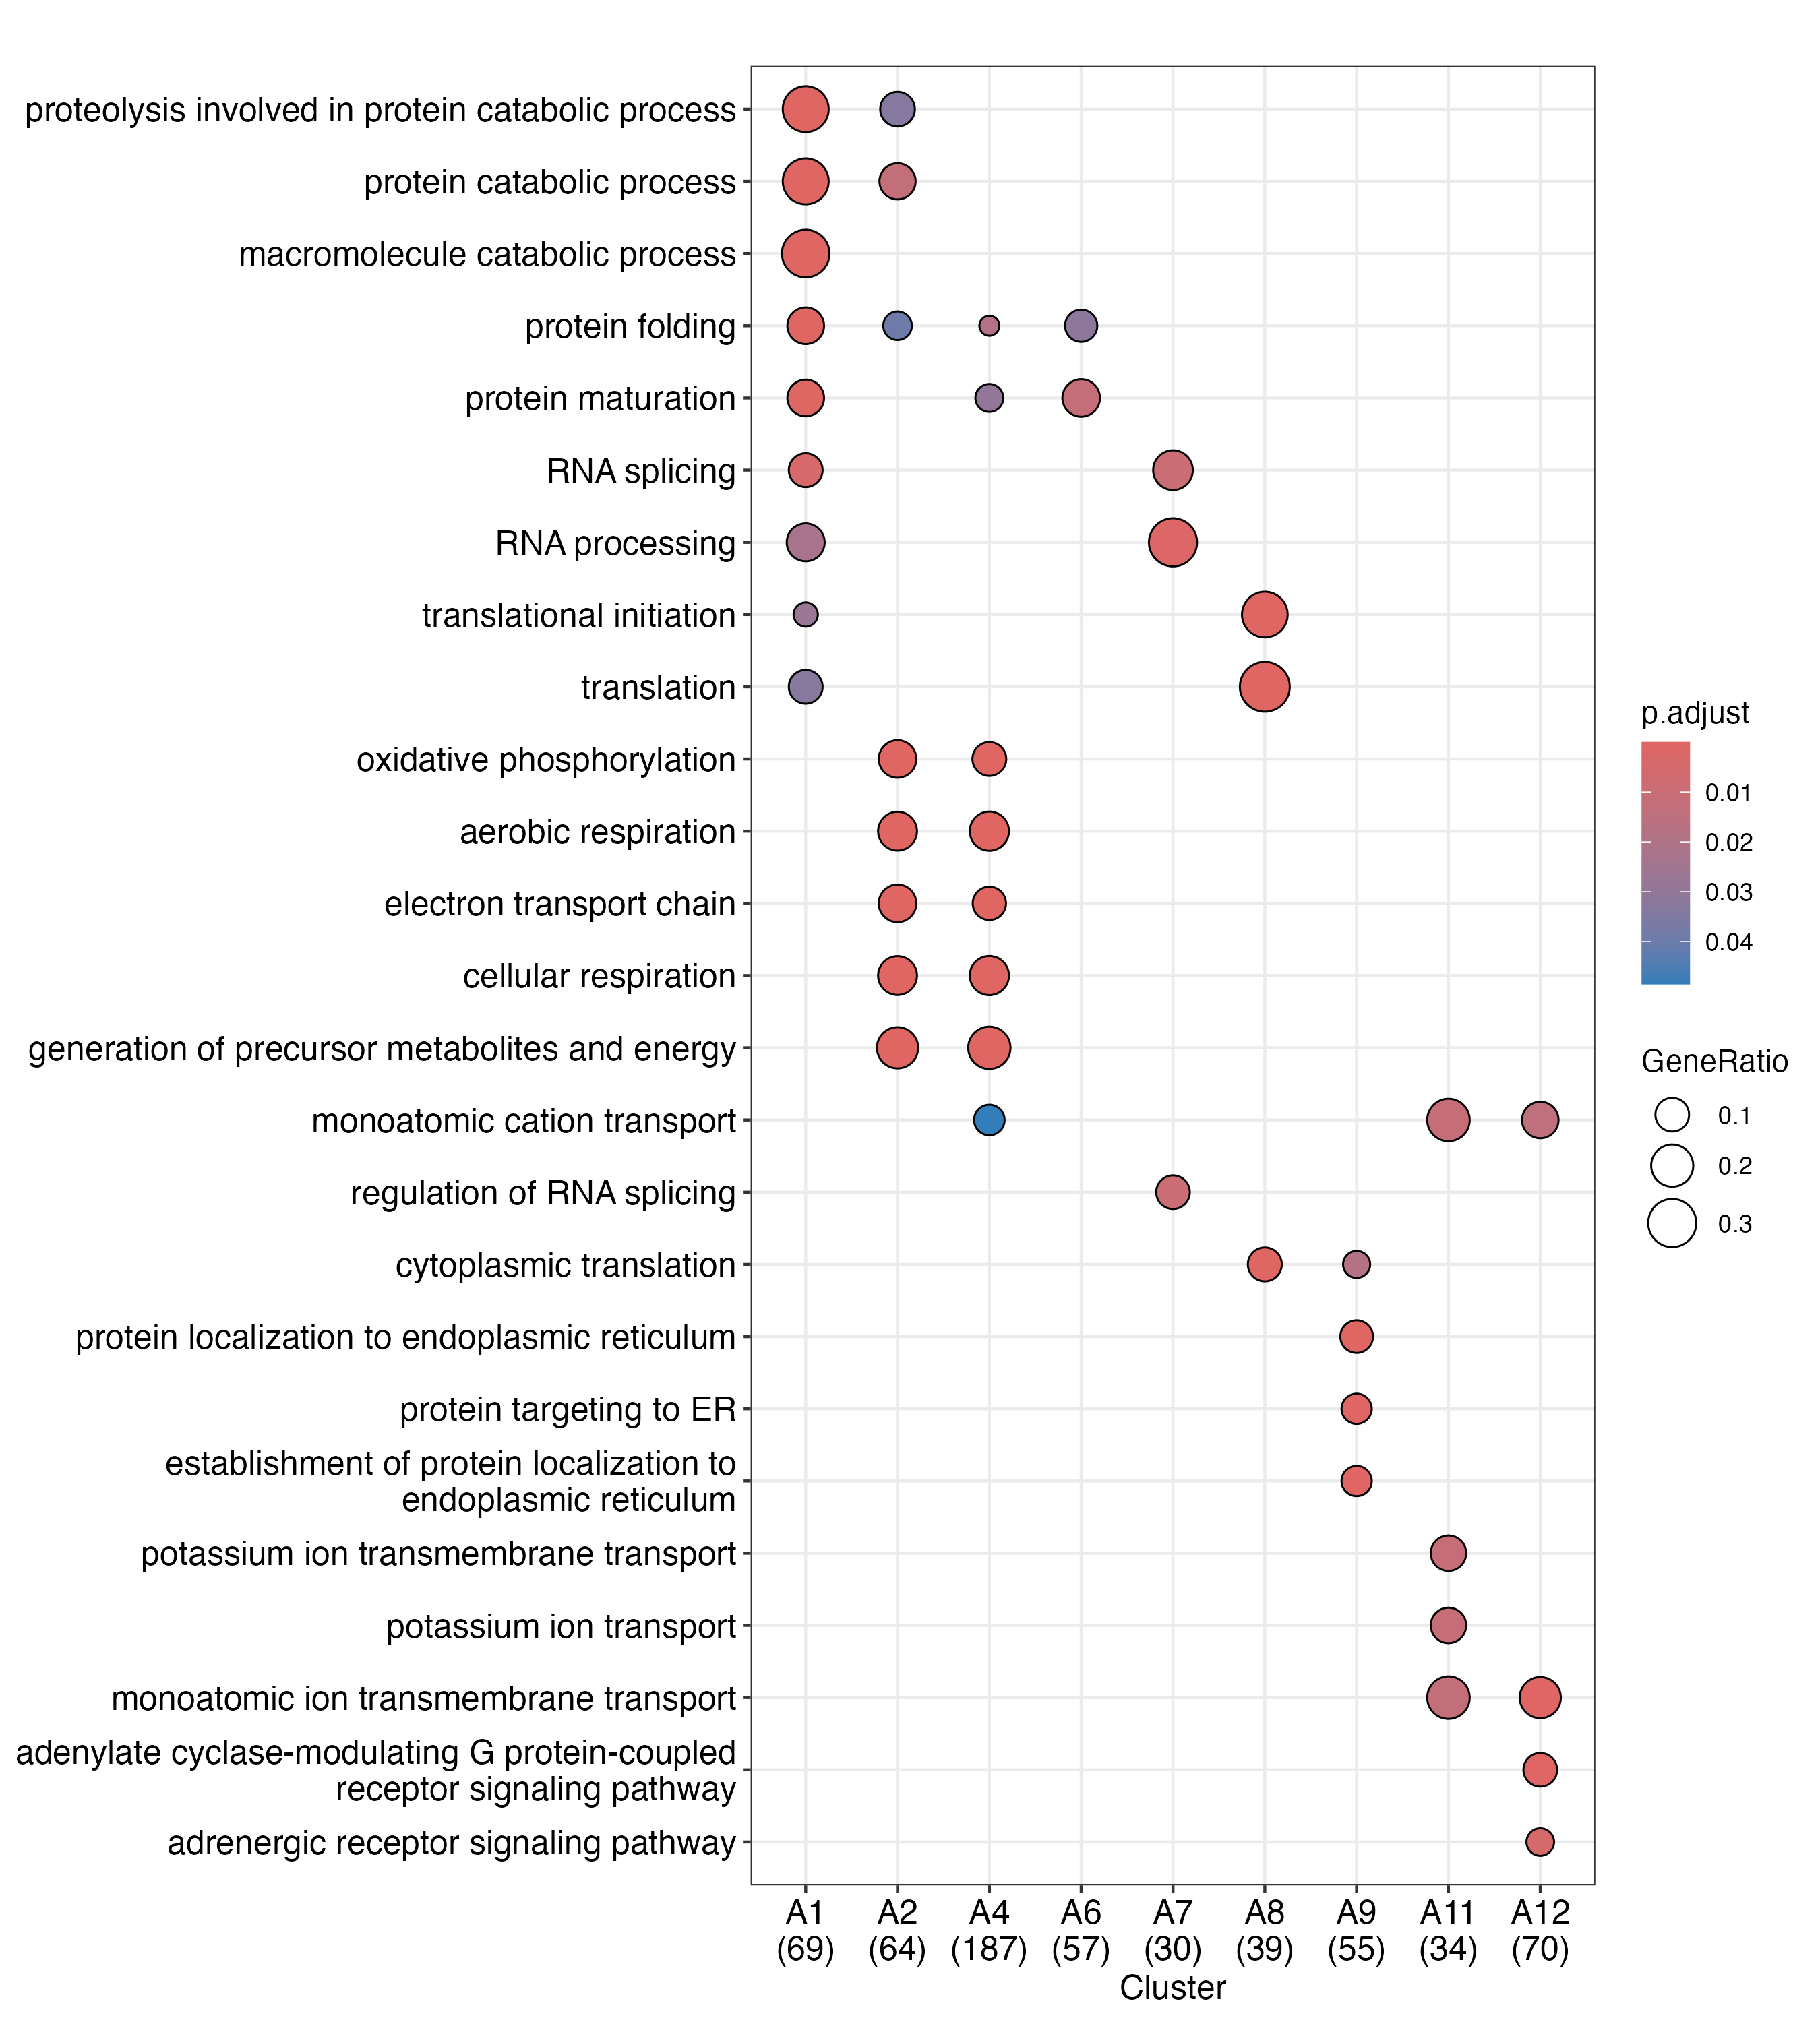 proteolysis involved in protein catabolic process
protein catabolic process
macromolecule catabolic process
protein folding
protein maturation
RNA splicing
RNA processing
translational initiation
translation
oxidative phosphorylation
aerobic respiration
electron transport chain
cellular respiration
generation of precursor metabolites and energy
monoatomic cation transport
regulation of RNA splicing
cytoplasmic translation
protein localization to endoplasmic reticulum
protein targeting to ER
establishment of protein localization to
endoplasmic reticulum
potassium ion transmembrane transport
potassium ion transport
monoatomic ion transmembrane transport
adenylate cyclase-modulating G protein-coupled
receptor signaling pathway
adrenergic receptor signaling pathway
A1 A2 A4 A6 A7 A8 A9 A11 A12
(69) (64) (187) (57) (30) (39) (55) (34) (70)
Cluster
p.adjust
0.01
0.02
0.03
0.04
GeneRatio
0.1
0.2
0.3